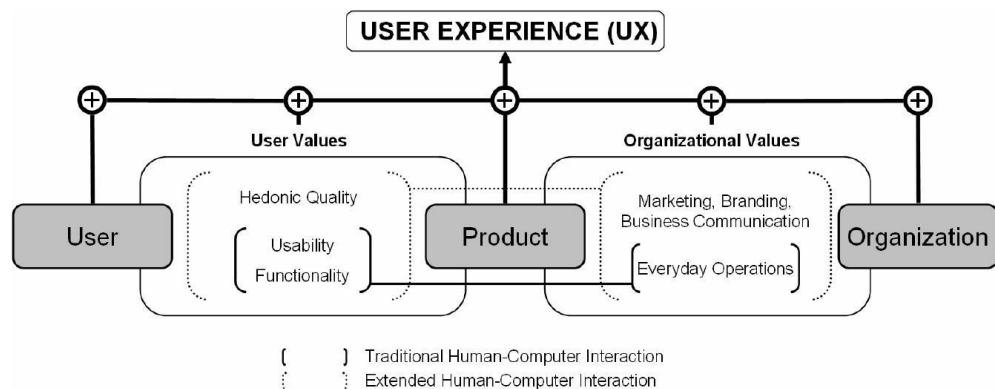 USER EXPERIENCE (UX)
User Values
Organizational Values
Hedonic Quality
Marketing, Branding,
Business Communication
User
Product
Organization
Usability
Functionality
Everyday Operations
Traditional Human-Computer Interaction
Extended Human-Computer Interaction